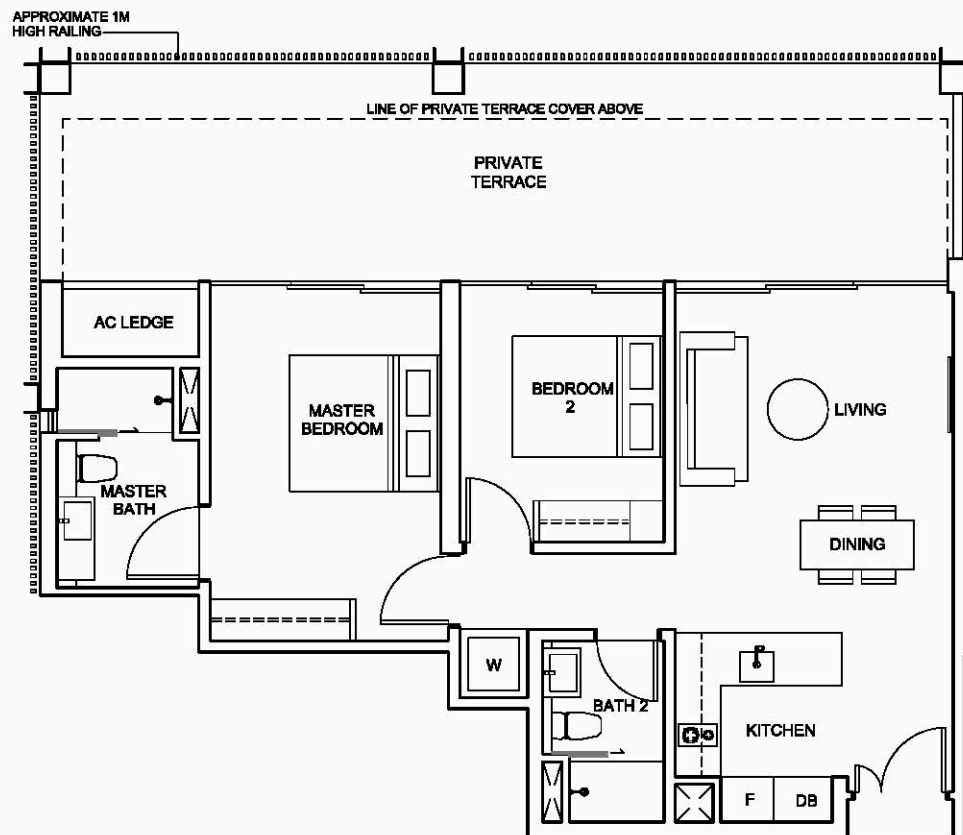 APPROXIMATE 1M
HIGH RAILING
LINE OF PRIVATE TERRACE COVER ABOVE
PRIVATE
TERRACE
AC LEDGE
MASTER
BEDROOM
BEDROOM
2
LIVING
MASTER
BATH
DINING
W
BATH 2
KITCHEN
F
DB